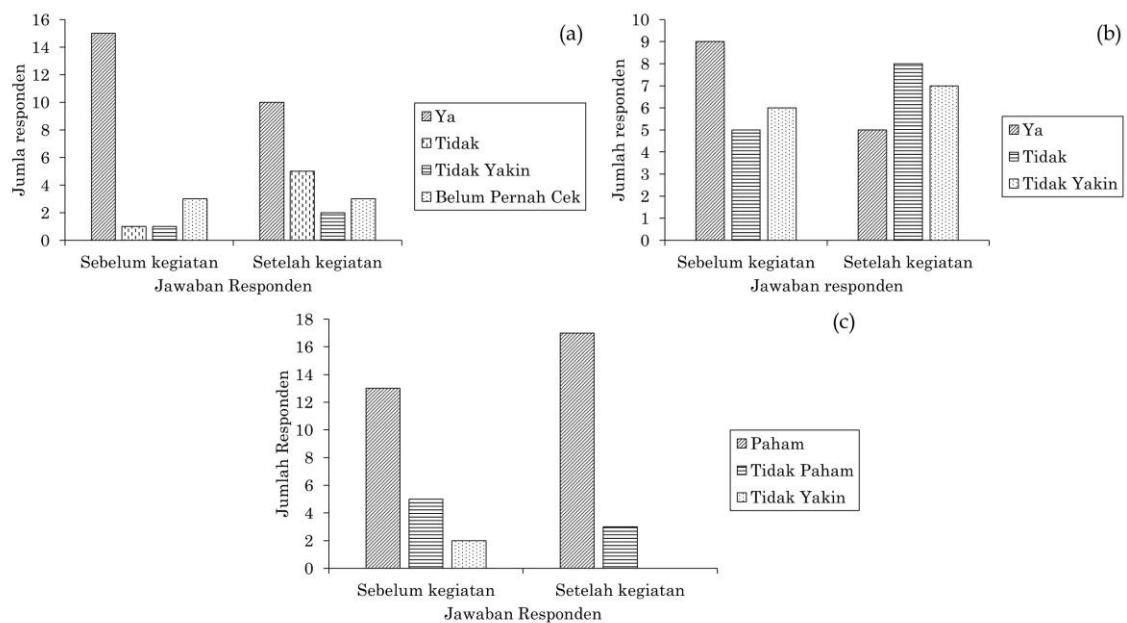 (a)
Jumla responden
16
14
12
10
8
6
4
2
0
Sebelum kegiatan
Setelah kegiatan
Jawaban Responden
Ya
Tidak
Tidak Yakin
Belum Pernah Cek
(b)
Jumlah responden
10
9
8
7
6
5
4
3
2
1
0
Sebelum kegiatan
Setelah kegiatan
Jawaban responden
Ya
Tidak
Tidak Yakin
(c)
Jumlah Responden
18
16
14
12
10
8
6
4
2
0
Sebelum kegiatan
Setelah kegiatan
Jawaban Responden
Paham
Tidak Paham
Tidak Yakin